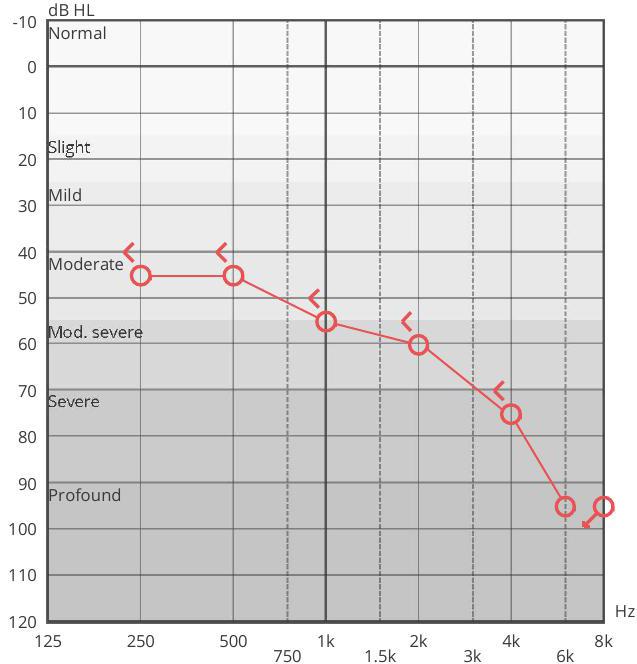 dB HL
-10
Normal
0
10
Slight
20
Mild
30
40
Moderate
50
Mod. severe
60
70
Severe
80
90
Profound
100
110
120
Hz
125 250 500 1k 2k 4k 8k
750 1.5k 3k 6k